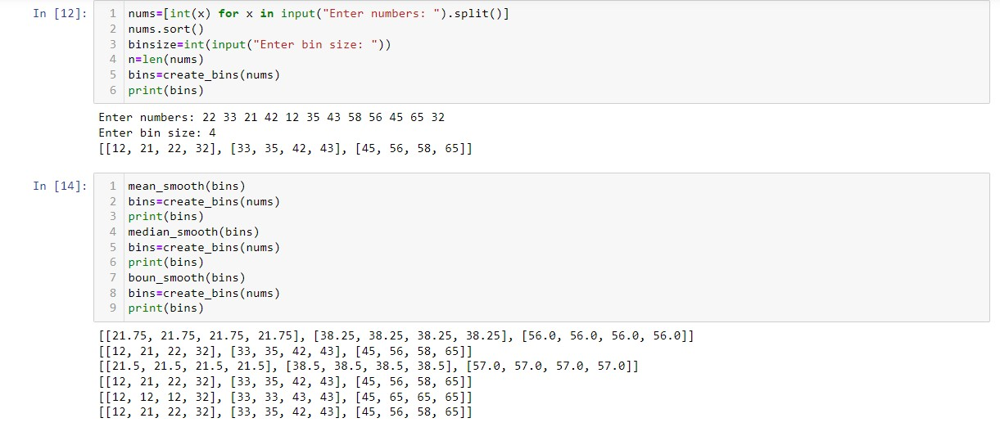 In [12]:
1 nums=[int(x) for x in input("Enter numbers: ").split()]
2 nums.sort()
3 binsize=int(input("Enter bin size: "))
4 n=len(nums)
5 bins=create_bins(nums)
6 print(bins)
Enter numbers: 22 33 21 42 12 35 43 58 56 45 65 32
Enter bin size: 4
[[12, 21, 22, 32], [33, 35, 42, 43], [45, 56, 58, 65]]
In [14]:
1 mean_smooth(bins)
2 bins=create_bins(nums)
3 print(bins)
4 median_smooth(bins)
5 bins=create_bins(nums)
6 print(bins)
7 boun_smooth(bins)
8 bins=create_bins(nums)
9 print(bins)
[[21.75, 21.75, 21.75, 21.75], [38.25, 38.25, 38.25, 38.25], [56.0, 56.0, 56.0, 56.0]]
[[12, 21, 22, 32], [33, 35, 42, 43], [45, 56, 58, 65]]
[[21.5, 21.5, 21.5, 21.5], [38.5, 38.5, 38.5, 38.5], [57.0, 57.0, 57.0, 57.0]]
[[12, 21, 22, 32], [33, 35, 42, 43], [45, 56, 58, 65]]
[[12, 12, 12, 32], [33, 33, 43, 43], [45, 65, 65, 65]]
[[12, 21, 22, 32], [33, 35, 42, 43], [45, 56, 58, 65]]